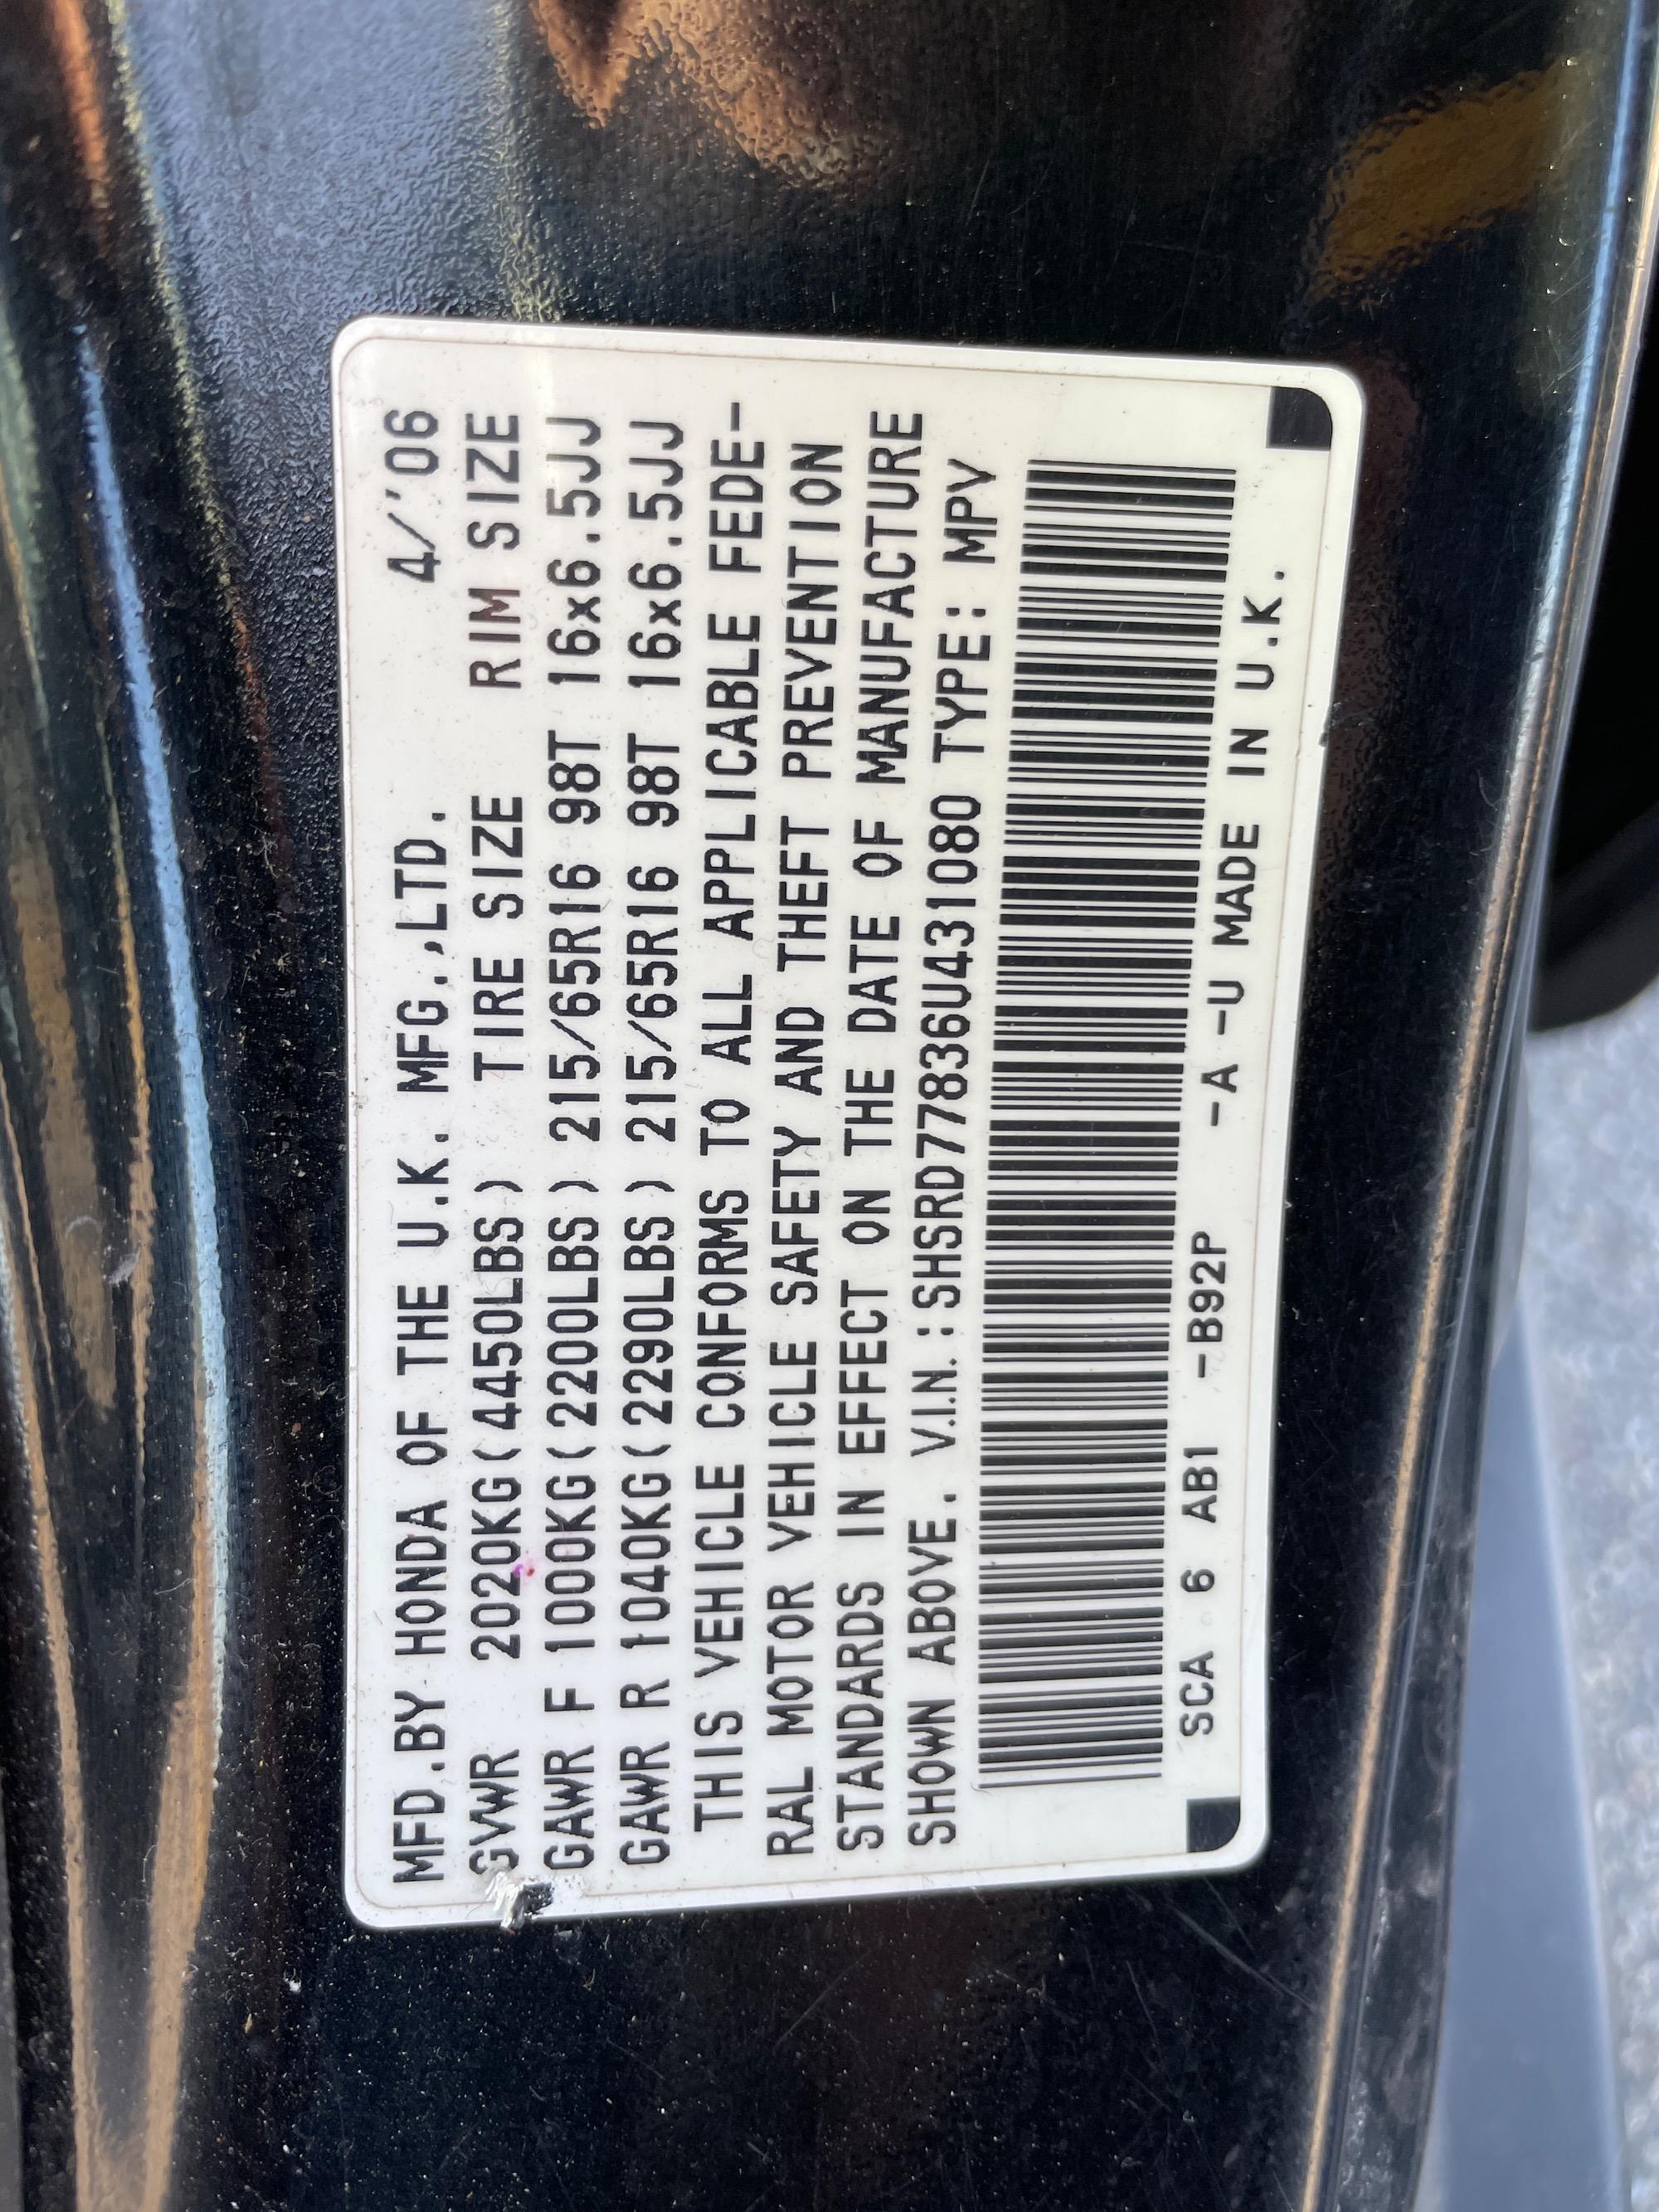 MFD.BY HONDA OF THE U.K. MFG.,LTD. 4/'06
GVWR 2020KG(4450LBS) TIRE SIZE RIM SIZE
GAWR F 1000KG(2200LBS) 215/65R16 98T 16x6.5JJ
GAWR R 1040KG(2290LBS) 215/65R16 98T 16x6.5JJ
THIS VEHICLE CONFORMS TO ALL APPLICABLE FEDE-
RAL MOTOR VEHICLE SAFETY AND THEFT PREVENTION
STANDARDS IN EFFECT ON THE DATE OF MANUFACTURE
SHOWN ABOVE. V.I.N.:SHSRD77836U431080 TYPE: MPV
SCA 6 AB1 -B92P -A -U MADE IN U.K.